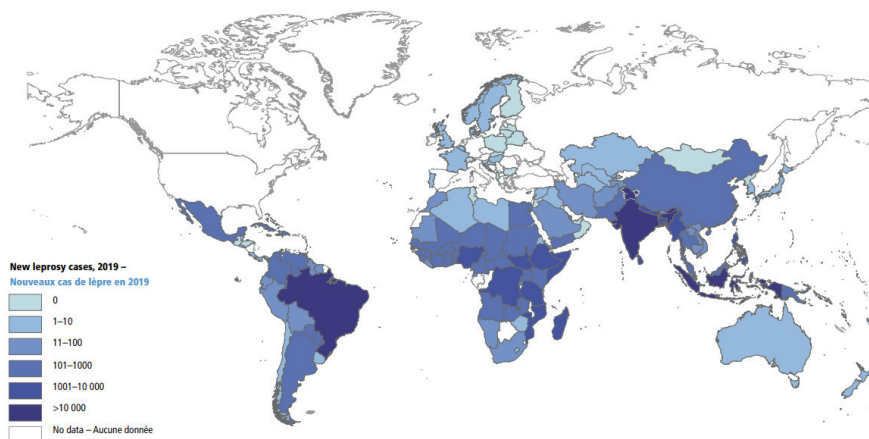 New leprosy cases, 2019 –
Nouveaux cas de lèpre en 2019
0
1–10
11–100
101–1000
1001–10 000
>10 000
No data – Aucune donnée